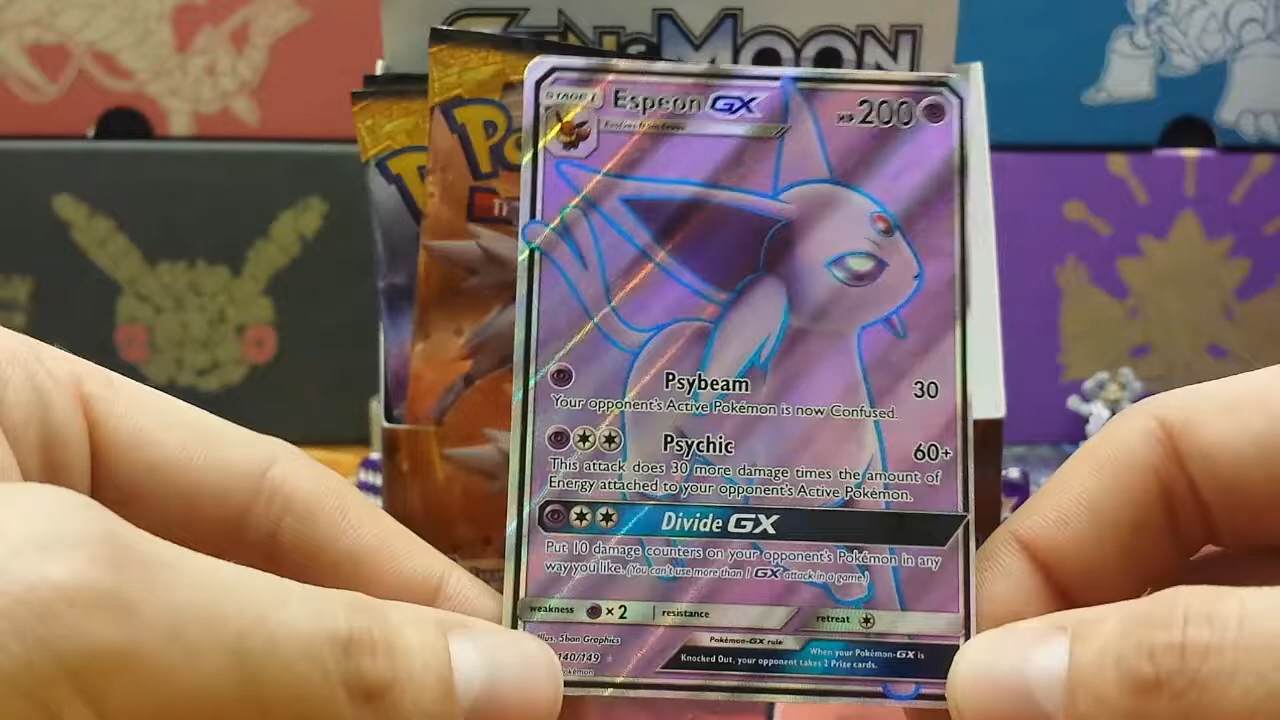 SUN & MOON
Po
STAGE 1
Espeon GX
HP 200
Evolves from Eevee
Psybeam 30
Your opponent's Active Pokémon is now Confused.
Psychic 60+
This attack does 30 more damage times the amount of
Energy attached to your opponent's Active Pokémon.
Divide GX
Put 10 damage counters on your opponent's Pokémon in any
way you like. (You can't use more than 1 GX attack in a game.)
weakness ×2 resistance
retreat
Illus. 5ban Graphics
140/149
Pokémon-GX rule
When your Pokémon-GX is
Knocked Out, your opponent takes 2 Prize cards.